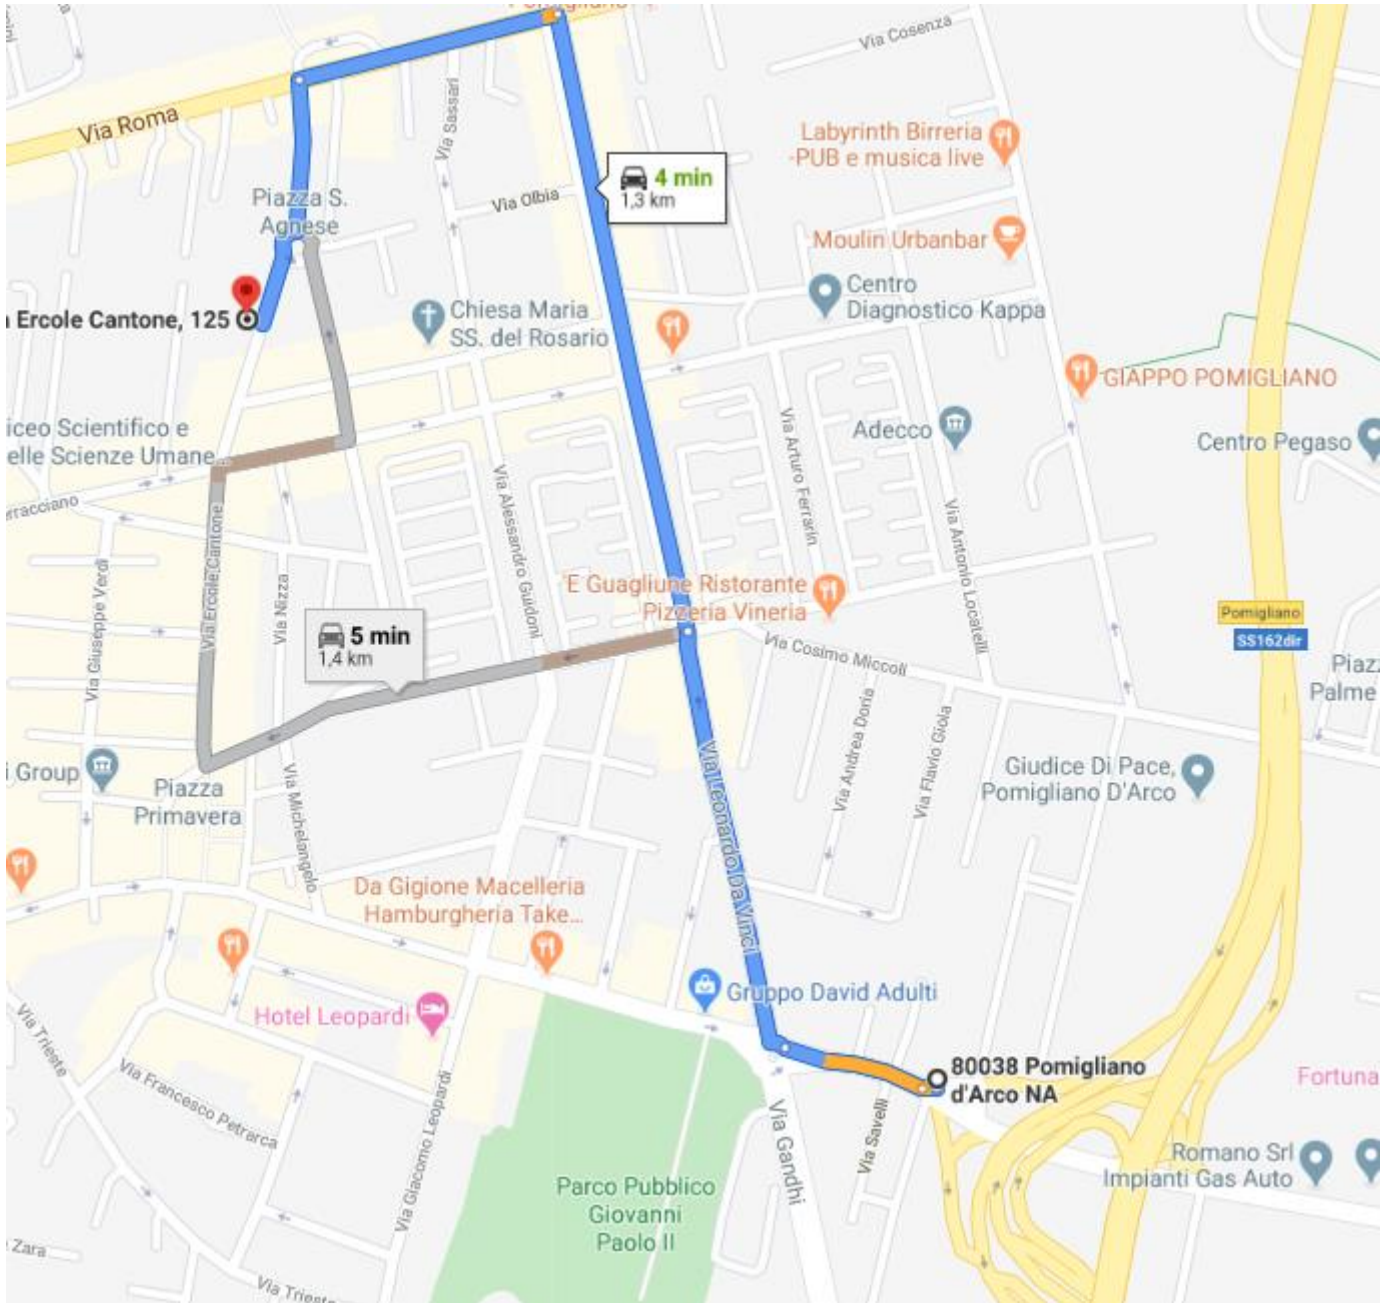 Via Cosenza
Via Roma
Via Sassari
Labyrinth Birreria
-PUB e musica live
4 min
1,3 km
Piazza S.
Agnese
Via Olbia
Moulin Urbanbar
Centro
Diagnostico Kappa
Ercole Cantone, 125
Chiesa Maria
SS. del Rosario
GIAPPO POMIGLIANO
iceo Scientifico e
elle Scienze Umane...
Adecco
Centro Pegaso
Via Arturo Ferrarin
Via Alessandro Guidoni
Via Antonio Locatelli
Via Ercole Cantone
Via Giuseppe Verdi
Via Nizza
E Guagliune Ristorante
Pizzeria Vineria
Pomigliano
SS162dir
5 min
1,4 km
Via Cosimo Miccoli
Piaz
Palme
Via Andrea Doria
Via Flavio Gioia
Via Leonardo Da Vinci
i Group
Piazza
Primavera
Via Michelangelo
Giudice Di Pace,
Pomigliano D'Arco
Da Gigione Macelleria
Hamburgheria Take...
Gruppo David Adulti
Hotel Leopardi
Via Trieste
Via Francesco Petrarca
Via Giacomo Leopardi
80038 Pomigliano
d'Arco NA
Fortuna
Via Gandhi
Via Savelli
Romano Srl
Impianti Gas Auto
Parco Pubblico
Giovanni
Paolo II
Zara
Via Trieste